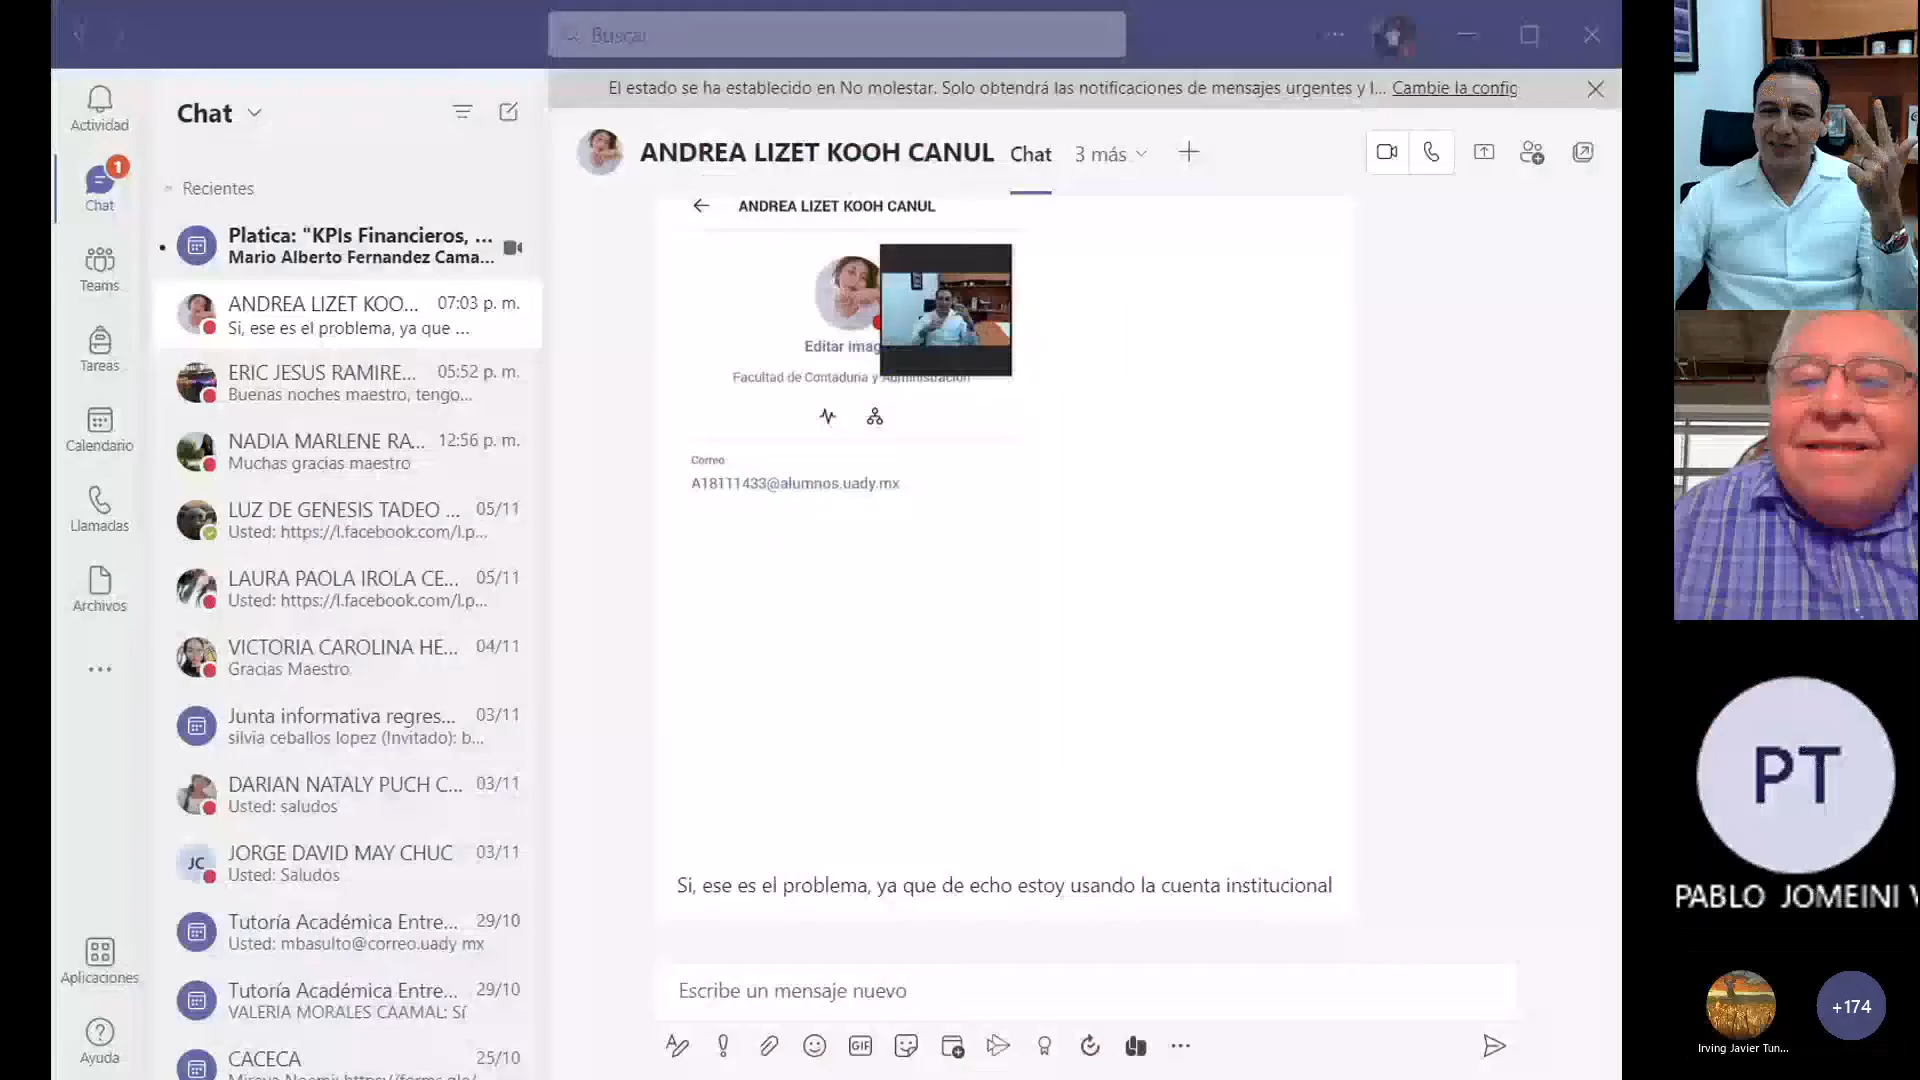 Buscar
El estado se ha establecido en No molestar. Solo obtendrá las notificaciones de mensajes urgentes y l... Cambie la config
Actividad
1
Chat
Teams
Tareas
Calendario
Llamadas
Archivos
Aplicaciones
Ayuda
Chat
Recientes
Platica: "KPIs Financieros, ...
Mario Alberto Fernandez Cama...
ANDREA LIZET KOO... 07:03 p. m.
Si, ese es el problema, ya que ...
ERIC JESUS RAMIRE... 05:52 p. m.
Buenas noches maestro, tengo...
NADIA MARLENE RA... 12:56 p. m.
Muchas gracias maestro
LUZ DE GENESIS TADEO ... 05/11
Usted: https://l.facebook.com/l.p...
LAURA PAOLA IROLA CE... 05/11
Usted: https://l.facebook.com/l.p...
VICTORIA CAROLINA HE... 04/11
Gracias Maestro
Junta informativa regres... 03/11
silvia ceballos lopez (Invitado): b...
DARIAN NATALY PUCH C... 03/11
Usted: saludos
JC
JORGE DAVID MAY CHUC 03/11
Usted: Saludos
Tutoría Académica Entre... 29/10
Usted: mbasulto@correo.uady mx
Tutoría Académica Entre... 29/10
VALERIA MORALES CAAMAL: Sí
CACECA 25/10
ANDREA LIZET KOOH CANUL Chat 3 más
ANDREA LIZET KOOH CANUL
Editar imag
Facultad de Contaduria y Administración
Correo
A18111433@alumnos.uady.mx
Si, ese es el problema, ya que de echo estoy usando la cuenta institucional
Escribe un mensaje nuevo
GIF
PT
PABLO JOMEINI
Irving Javier Tun...
+174